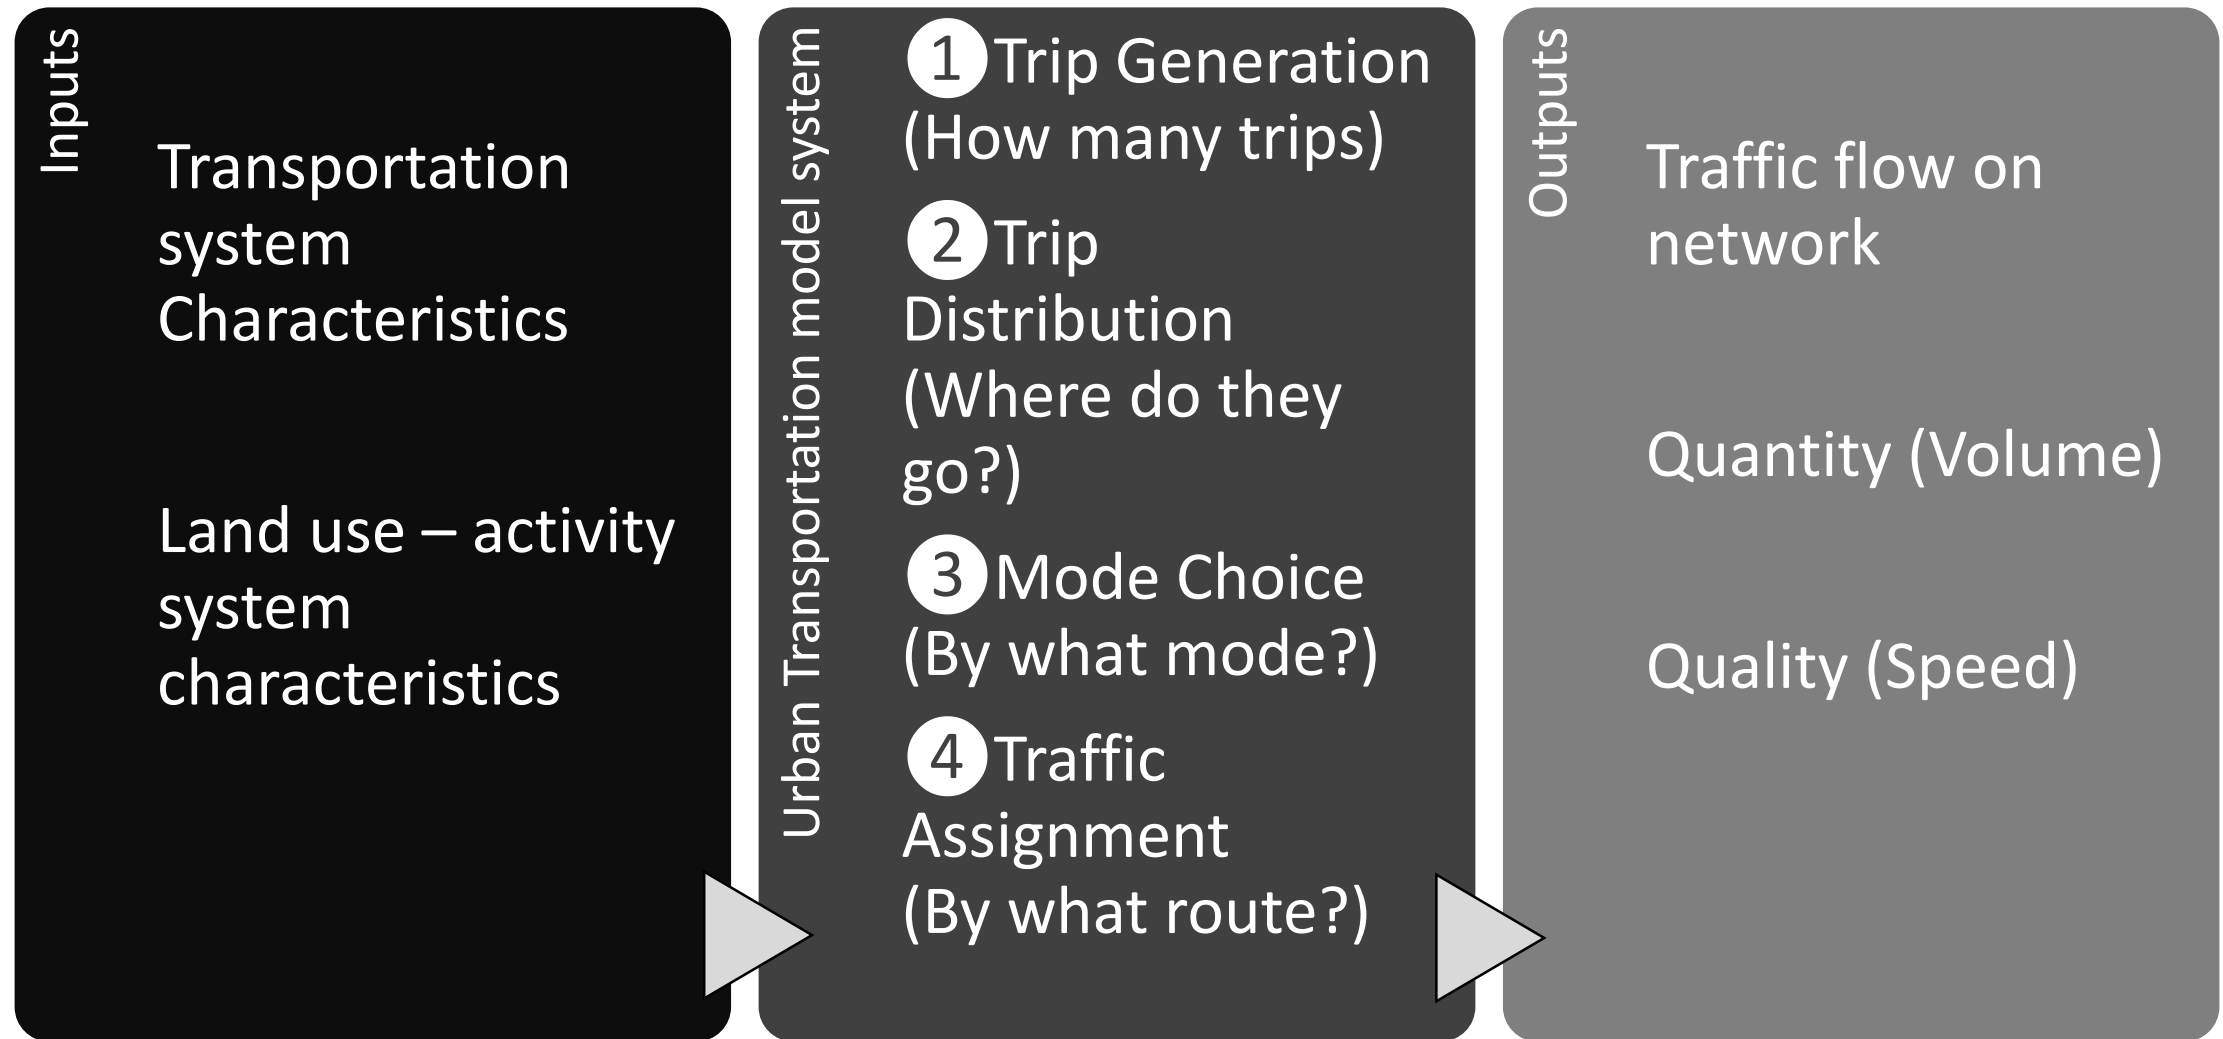 Inputs
Transportation
system
Characteristics
Land use – activity
system
characteristics
Urban Transportation model system
1 Trip Generation
(How many trips)
2 Trip
Distribution
(Where do they
go?)
3 Mode Choice
(By what mode?)
4 Traffic
Assignment
(By what route?)
Outputs
Traffic flow on
network
Quantity (Volume)
Quality (Speed)